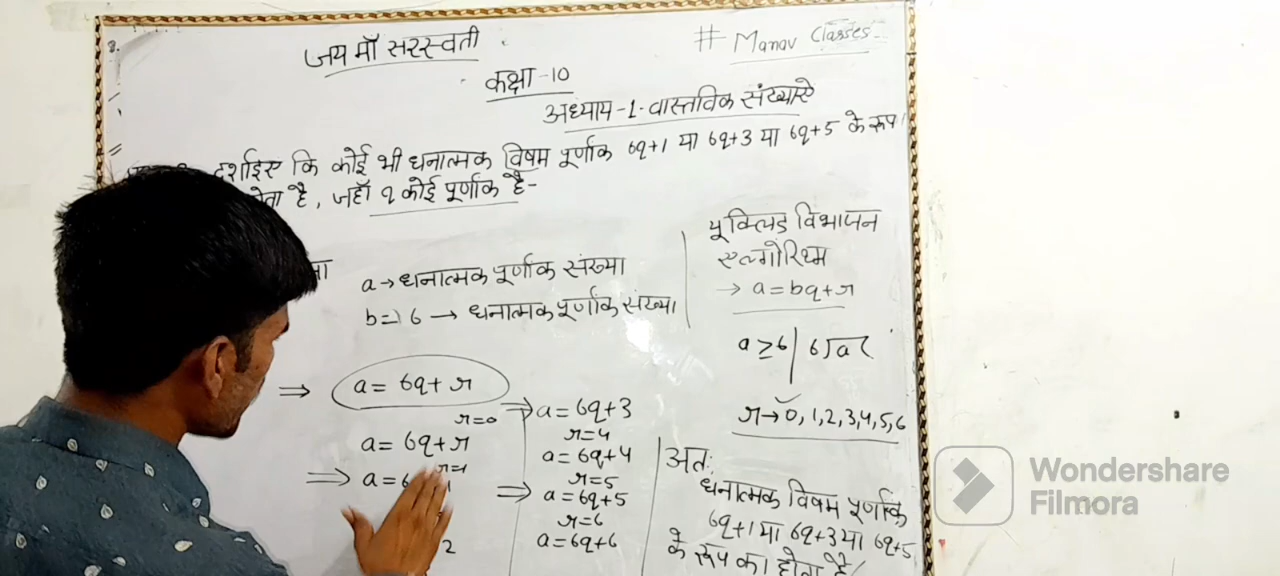 जय माँ सरस्वती
# Manav Classes
कक्षा-10
अध्याय-1. वास्तविक संख्याऐ
दर्शाइए कि कोई भी धनात्मक विषम पूर्णांक 6q+1 या 6q+3 या 6q+5 के रूप
है, जहाँ q कोई पूर्णांक है-
a → धनात्मक पूर्णांक संख्या
b => 6 → धनात्मक पूर्णांक संख्या
⇒ a = 6q+r
r=0
a = 6q+r
r=1
⇒ a =
2
⇒ a = 6q+3
r=4
a = 6q+4
r=5
⇒ a = 6q+5
r=6
a = 6q+6
यूक्लिड विभाजन
एल्गोरिथ्म
→ a = bq+r
a ≥ 6 | 6)a(
r → 0, 1, 2, 3, 4, 5, 6
अतः
धनात्मक विषम पूर्णांक
6q+1 या 6q+3 या 6q+5
के रूप का होता है।
Wondershare
Filmora